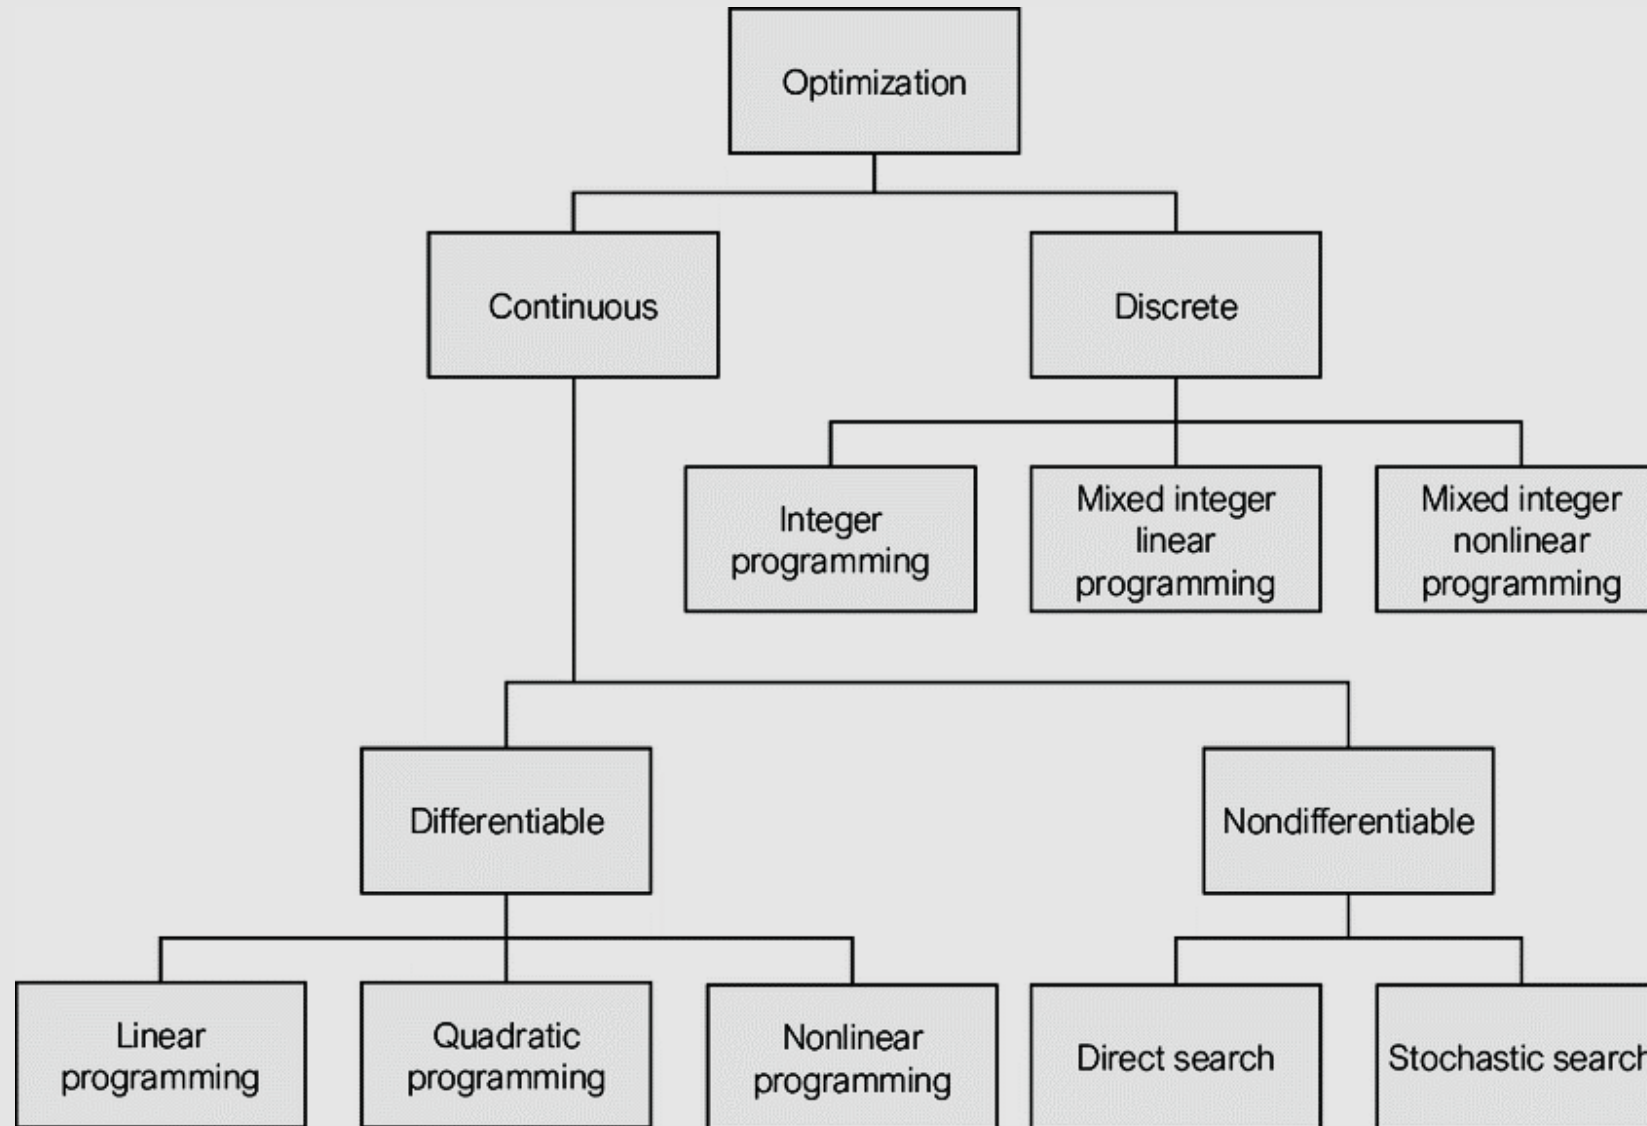 Optimization
Continuous
Discrete
Integer
programming
Mixed integer
linear
programming
Mixed integer
nonlinear
programming
Differentiable
Nondifferentiable
Linear
programming
Quadratic
programming
Nonlinear
programming
Direct search
Stochastic search